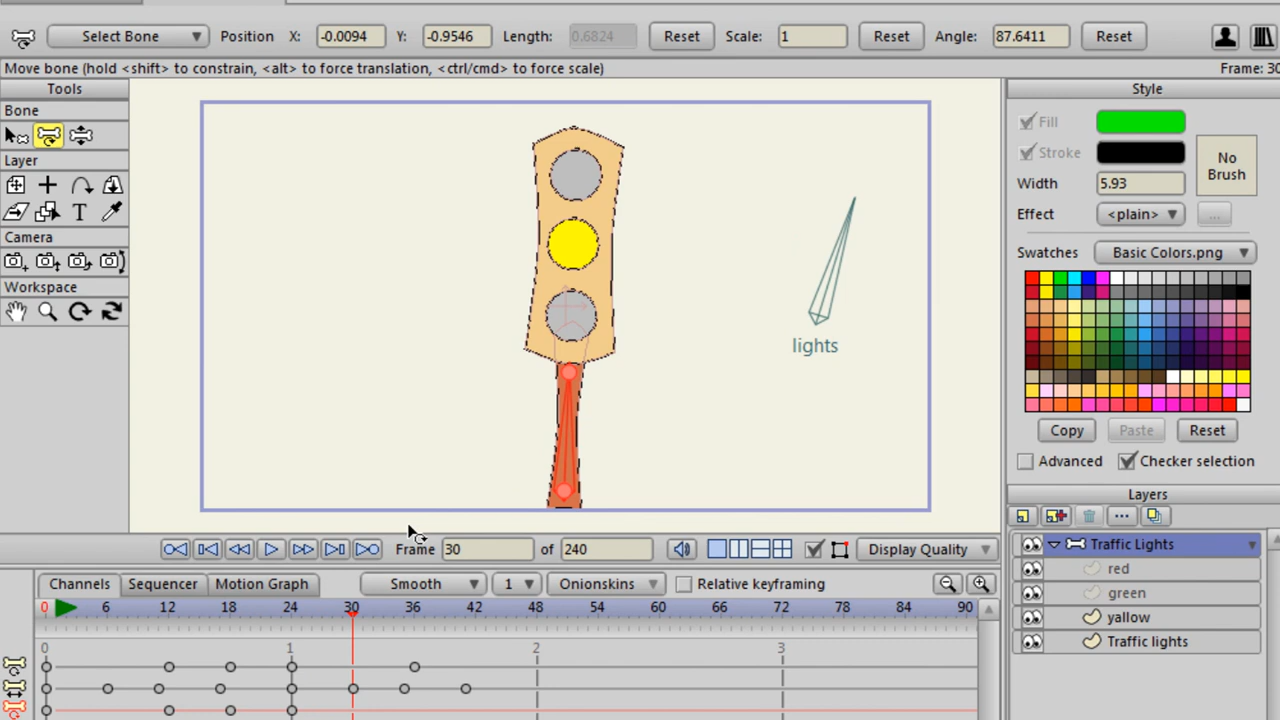 Select Bone Position X: -0.0094 Y: -0.9546 Length: 0.6824 Reset Scale: 1 Reset Angle: 87.6411 Reset
Move bone (hold <shift> to constrain, <alt> to force translation, <ctrl/cmd> to force scale) Frame: 30
Tools
Bone
Layer
T
Camera
Workspace
lights
Style
Fill
Stroke
No
Brush
Width 5.93
Effect <plain> ...
Swatches Basic Colors.png
Copy Paste Reset
Advanced Checker selection
Layers
Traffic Lights
red
green
yallow
Traffic lights
Frame 30 of 240 Display Quality
Channels Sequencer Motion Graph Smooth 1 Onionskins Relative keyframing
0 6 12 18 24 30 36 42 48 54 60 66 72 78 84 90
0 1 2 3